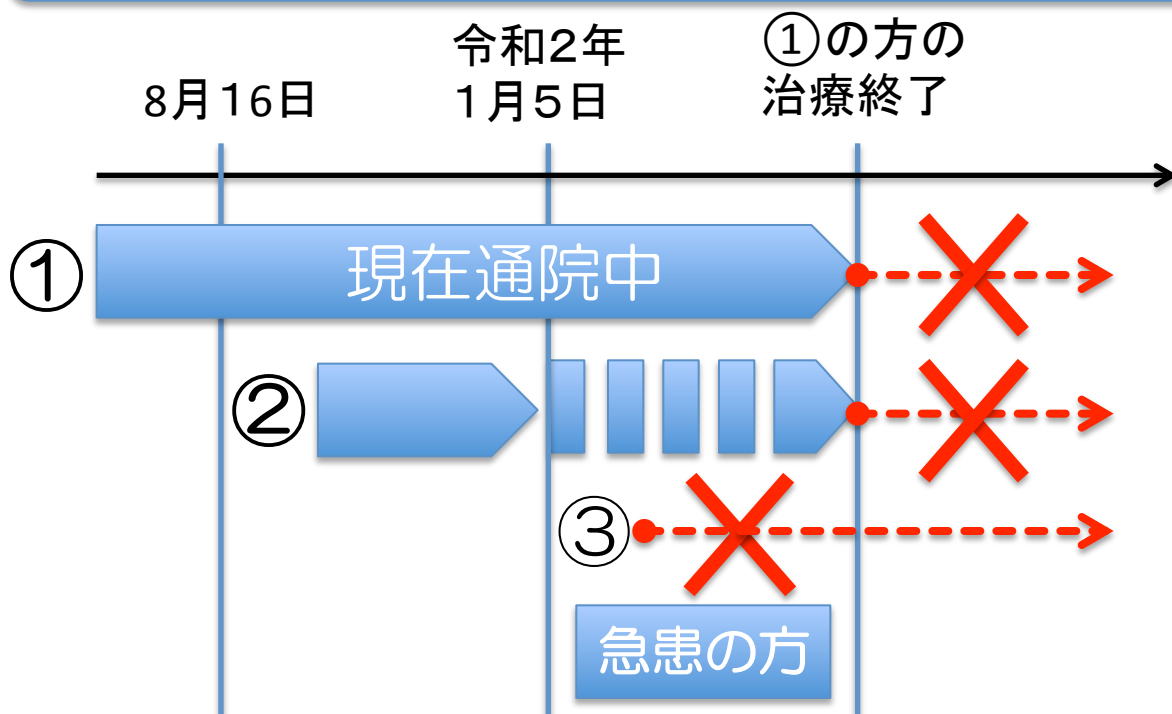 8月１6日
令和２年
１月５日
①の方の
治療終了
①
現在通院中
②
③
急患の方